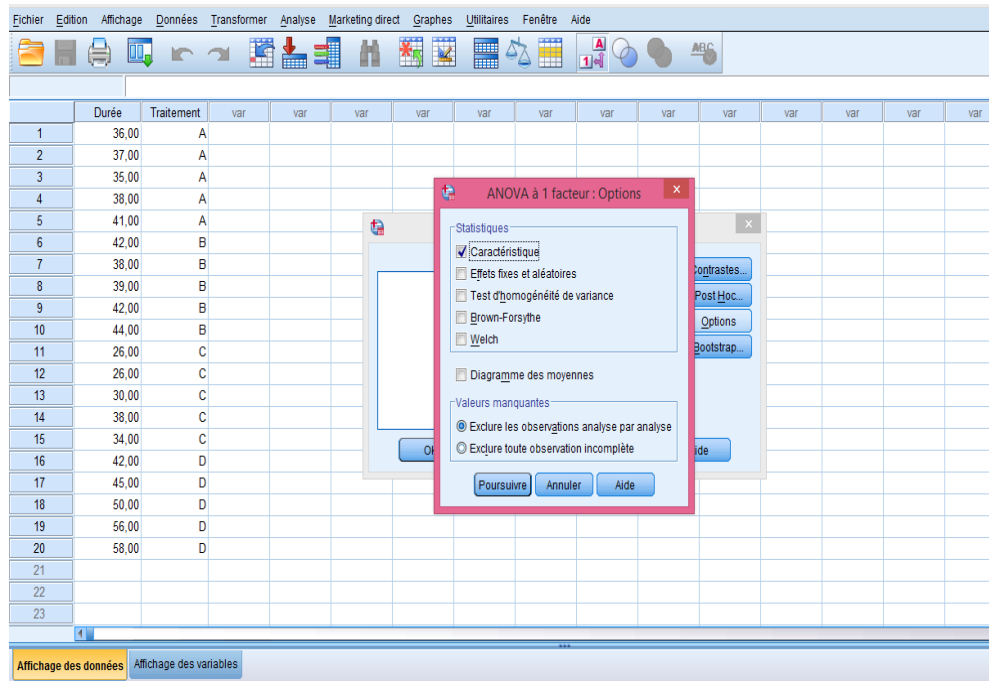 Fichier Edition Affichage Données Transformer Analyse Marketing direct Graphes Utilitaires Fenêtre Aide
A
1
ABC
Durée Traitement var var var var var var var var var var var var var
1 36,00 A
2 37,00 A
3 35,00 A
4 38,00 A
5 41,00 A
6 42,00 B
7 38,00 B
8 39,00 B
9 42,00 B
10 44,00 B
11 26,00 C
12 26,00 C
13 30,00 C
14 38,00 C
15 34,00 C
16 42,00 D
17 45,00 D
18 50,00 D
19 56,00 D
20 58,00 D
21
22
23
ANOVA à 1 facteur : Options x
Statistiques
Caractéristique
Effets fixes et aléatoires
Test d'homogénéité de variance
Brown-Forsythe
Welch
Diagramme des moyennes
Valeurs manquantes
Exclure les observations analyse par analyse
Exclure toute observation incomplète
Poursuivre Annuler Aide
x
Contrastes...
Post Hoc...
Options
Bootstrap...
Affichage des données Affichage des variables